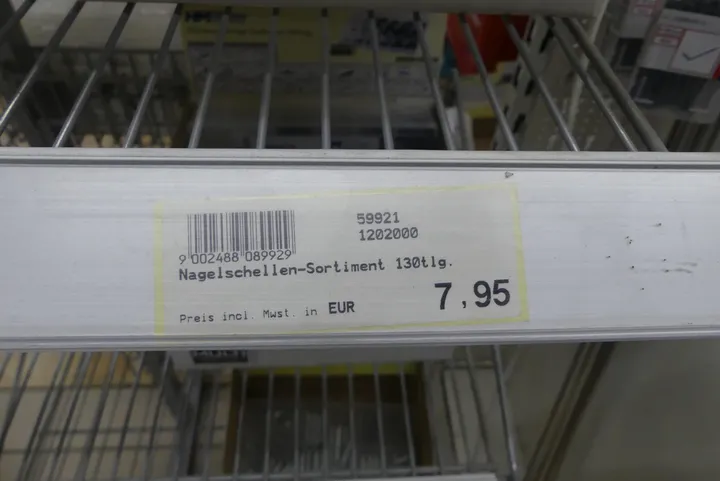 59921
1202000
9 002488 089929
Nagelschellen-Sortiment 130tlg.
Preis incl. Mwst. in EUR 7,95